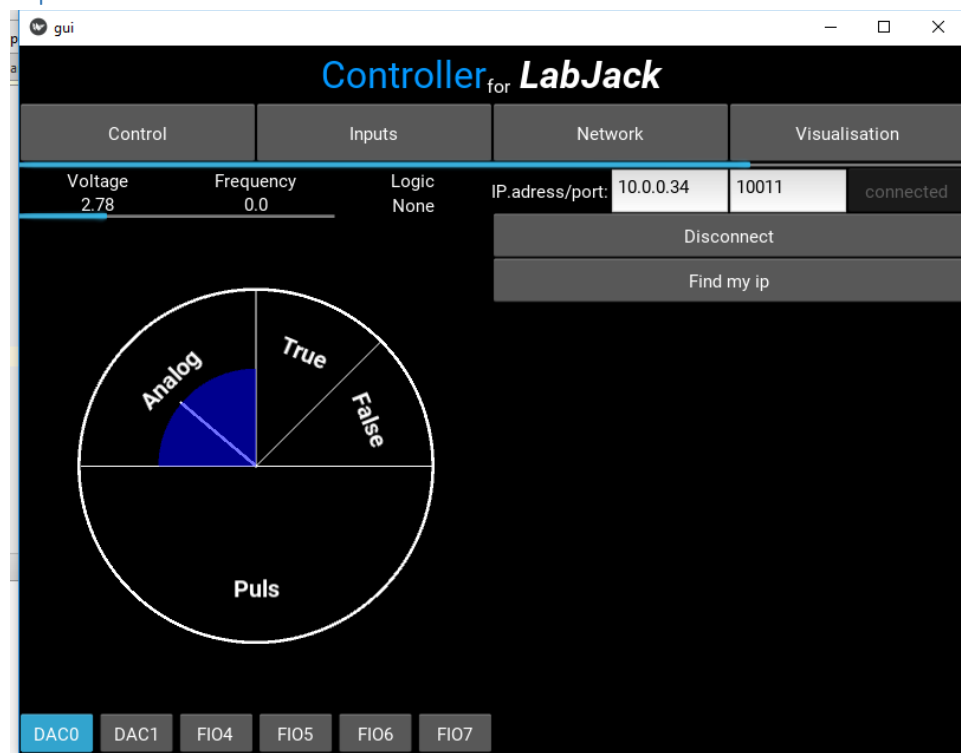 gui
Controller for LabJack
Control Inputs Network Visualisation
Voltage Frequency Logic
2.78 0.0 None
IP.adress/port: 10.0.0.34 10011 connected
Disconnect
Find my ip
Analog
True
False
Puls
DAC0 DAC1 FIO4 FIO5 FIO6 FIO7